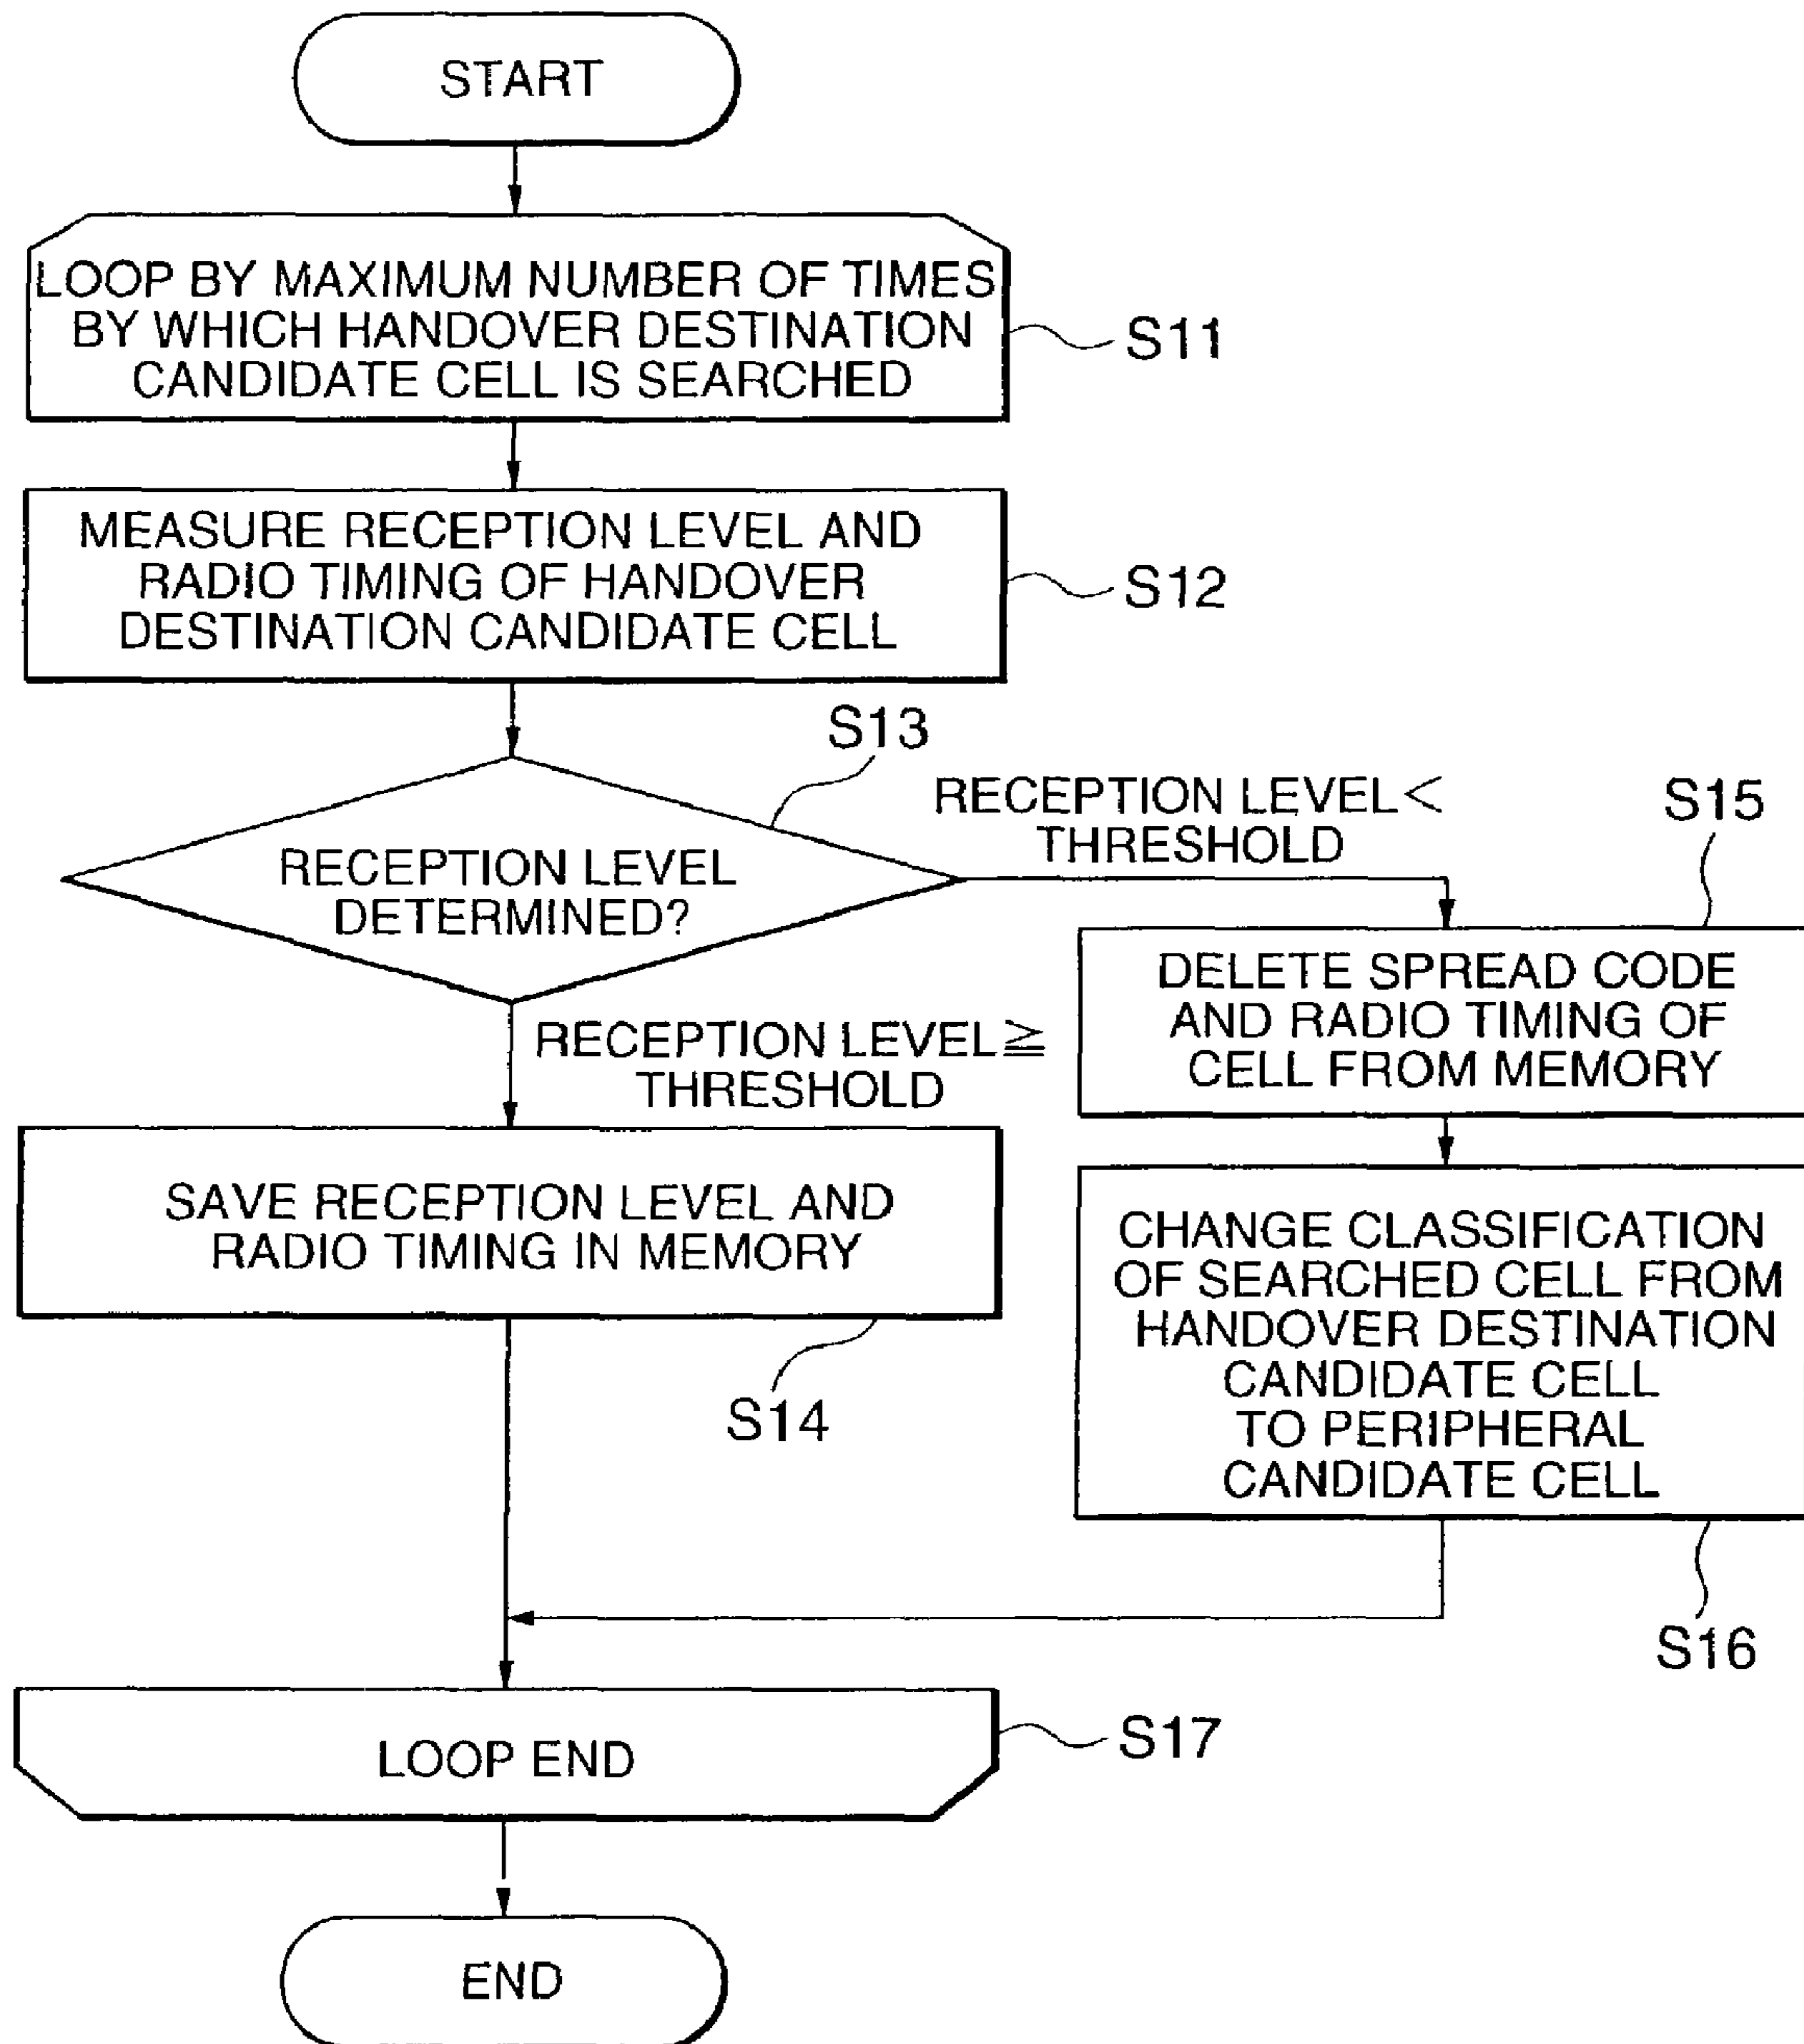 START
LOOP BY MAXIMUM NUMBER OF TIMES
BY WHICH HANDOVER DESTINATION
CANDIDATE CELL IS SEARCHED
S11
MEASURE RECEPTION LEVEL AND
RADIO TIMING OF HANDOVER
DESTINATION CANDIDATE CELL
S12
S13
RECEPTION LEVEL
DETERMINED?
RECEPTION LEVEL<
THRESHOLD
S15
DELETE SPREAD CODE
AND RADIO TIMING OF
CELL FROM MEMORY
RECEPTION LEVEL≧
THRESHOLD
SAVE RECEPTION LEVEL AND
RADIO TIMING IN MEMORY
S14
CHANGE CLASSIFICATION
OF SEARCHED CELL FROM
HANDOVER DESTINATION
CANDIDATE CELL
TO PERIPHERAL
CANDIDATE CELL
S16
LOOP END
S17
END